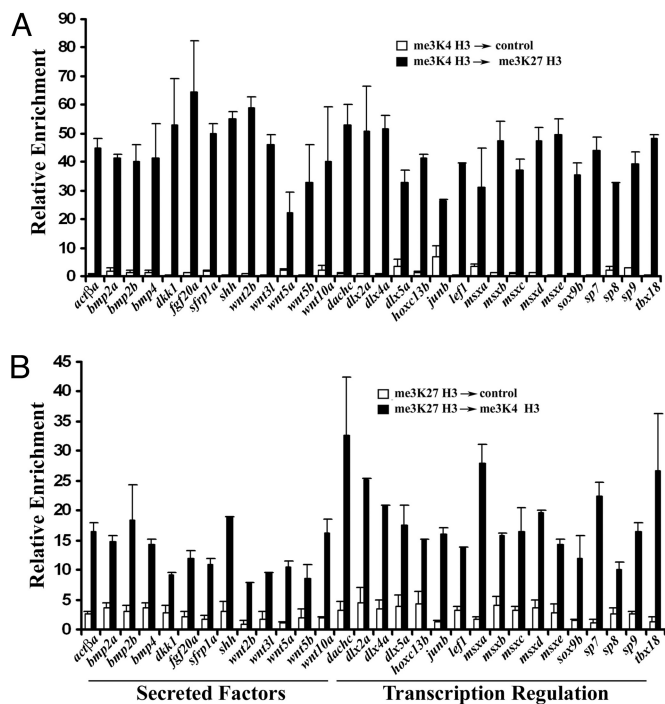 A
me3K4 H3 → control
me3K4 H3 → me3K27 H3
Relative Enrichment
90
80
70
60
50
40
30
20
10
0
actβa bmp2a bmp2b bmp4 dkk1 fgf20a sfrp1a shh wnt2b wnt3l wnt5a wnt5b wnt10a dachc dlx2a dlx4a dlx5a hoxc13b junb lef1 msxa msxb msxc msxd msxe sox9b sp7 sp8 sp9 tbx18
B
me3K27 H3 → control
me3K27 H3 → me3K4 H3
Relative Enrichment
45
40
35
30
25
20
15
10
5
0
actβa bmp2a bmp2b bmp4 dkk1 fgf20a sfrp1a shh wnt2b wnt3l wnt5a wnt5b wnt10a dachc dlx2a dlx4a dlx5a hoxc13b junb lef1 msxa msxb msxc msxd msxe sox9b sp7 sp8 sp9 tbx18
Secreted Factors Transcription Regulation